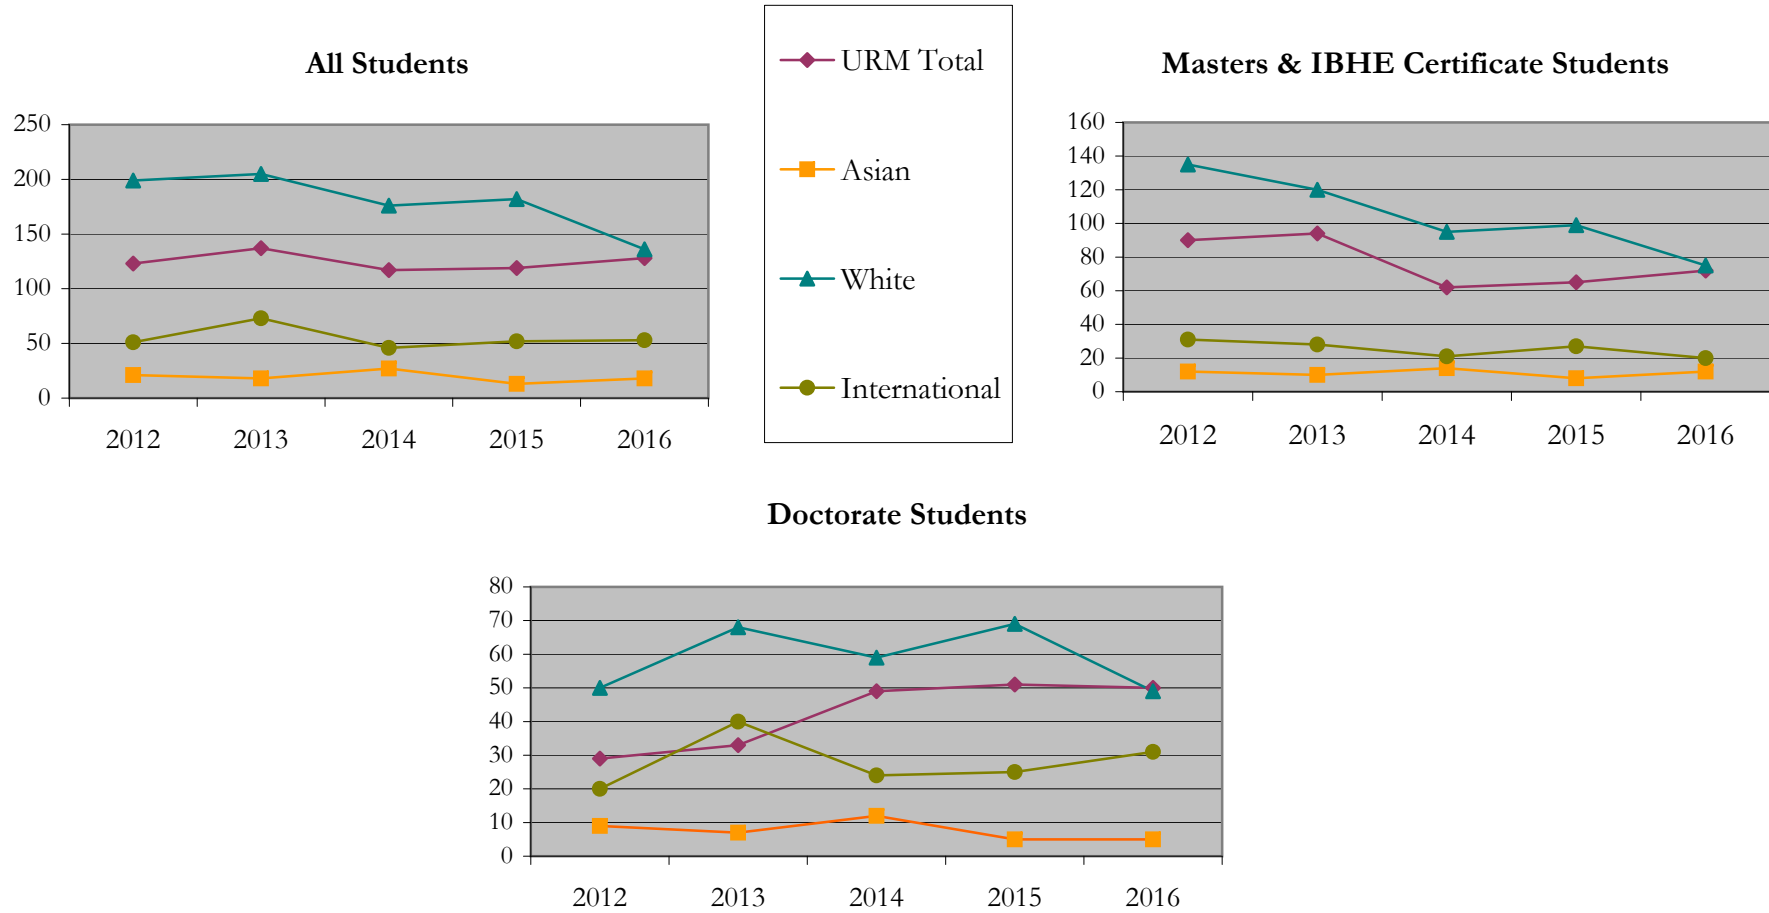 All Students
250
200
150
100
50
0
2012 2013 2014 2015 2016
URM Total
Asian
White
International
Masters & IBHE Certificate Students
160
140
120
100
80
60
40
20
0
2012 2013 2014 2015 2016
Doctorate Students
80
70
60
50
40
30
20
10
0
2012 2013 2014 2015 2016